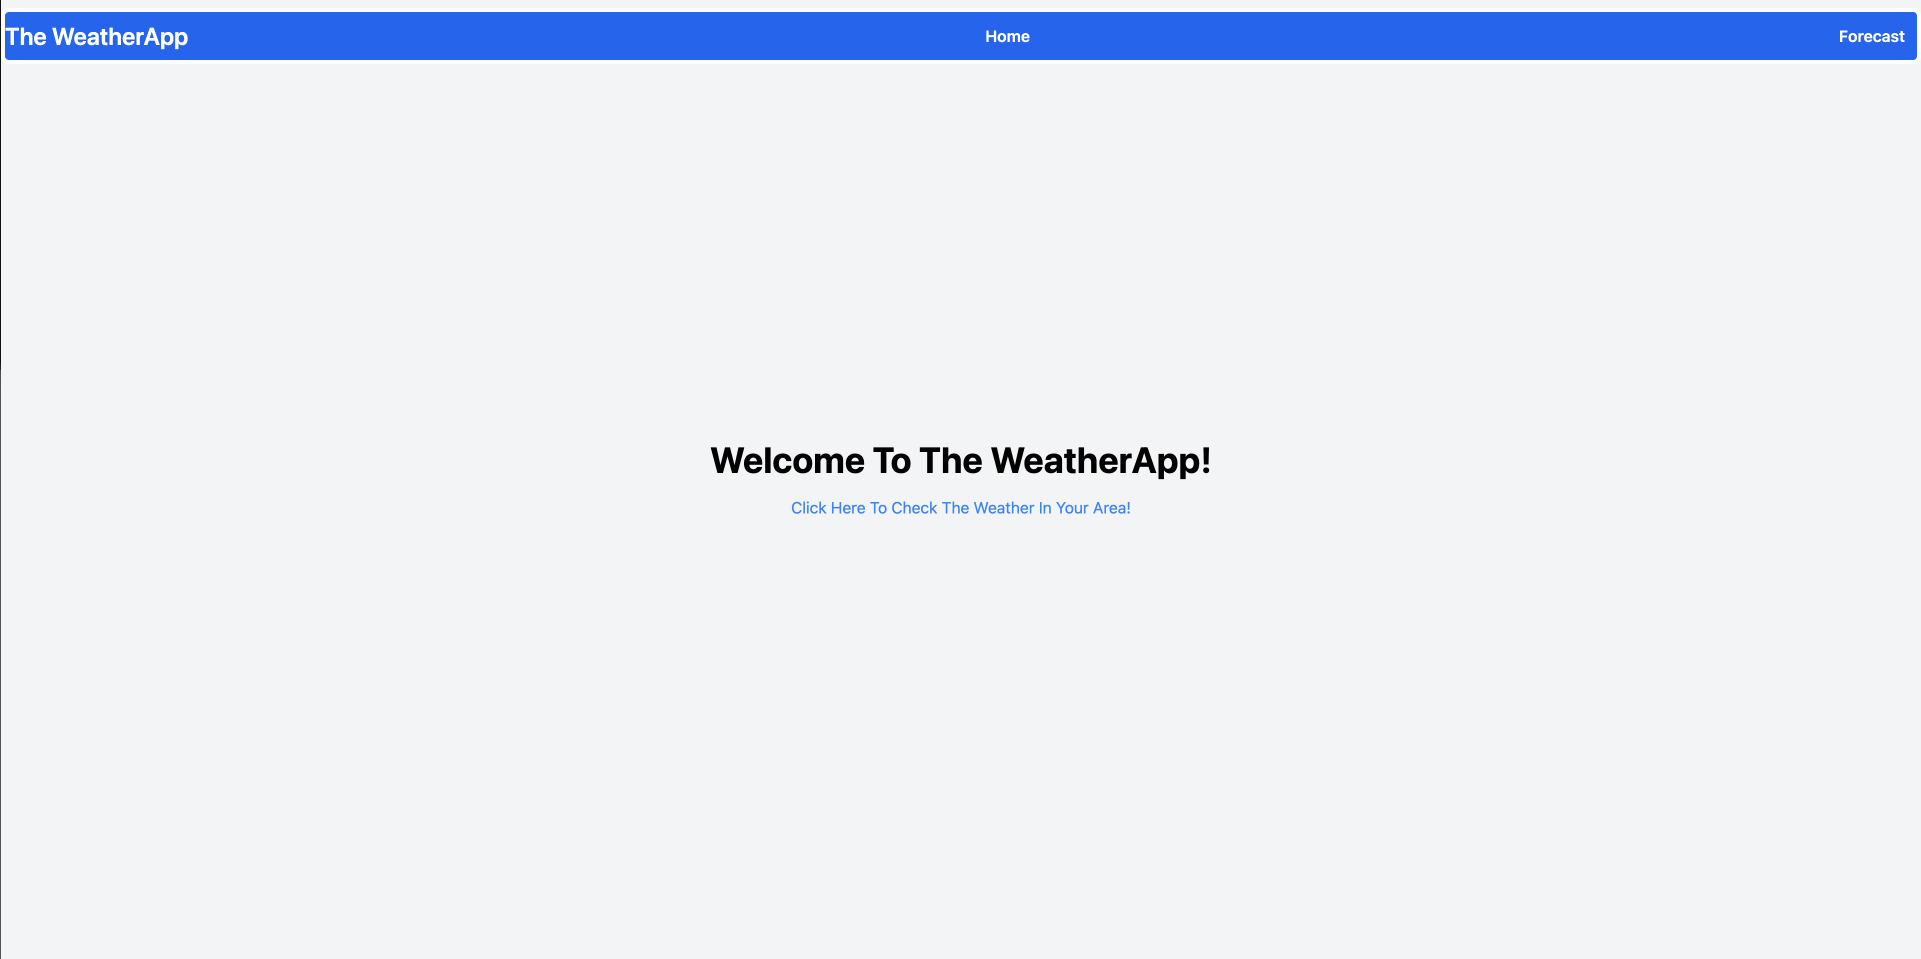 The WeatherApp
Home
Forecast
Welcome To The WeatherApp!
Click Here To Check The Weather In Your Area!